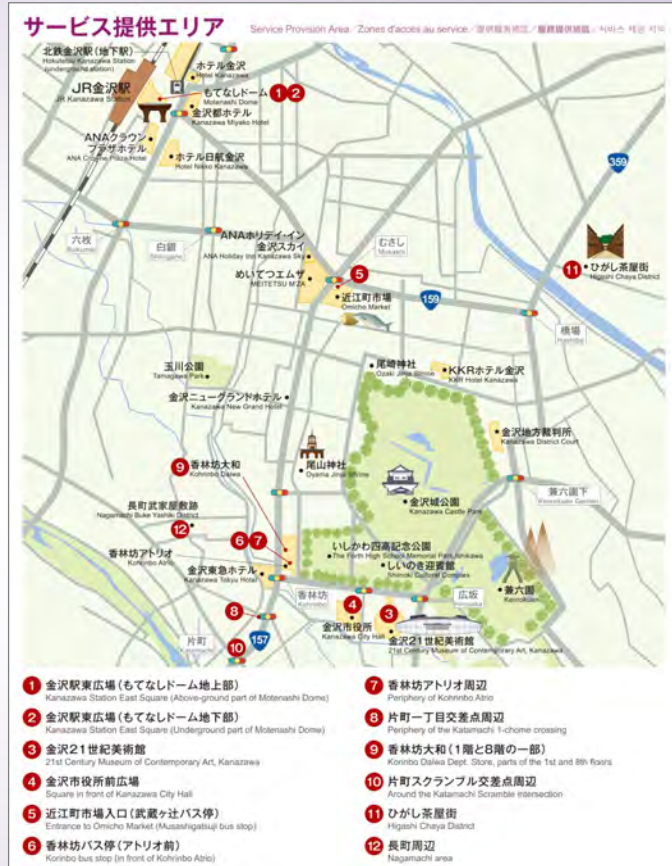 サービス提供エリア
Service Provision Area／Zones d'accès au service／
北鉄金沢駅(地下駅)
Hokutetsu Kanazawa Station
(underground station)
ホテル金沢
Hotel Kanazawa
JR金沢駅
JR Kanazawa Station
もてなしドーム 1 2
Motenashi Dome
金沢都ホテル
Kanazawa Miyako Hotel
ANAクラウン
プラザホテル
ANA Crowne Plaza Hotel
ホテル日航金沢
Hotel Nikko Kanazawa
359
六枚
Rokumai
白銀
Shirogane
ANAホリデイ・イン
金沢スカイ
ANA Holiday Inn Kanazawa Sky
むさし
Musashi
めいてつエムザ
MEITETSU M'ZA
5
近江町市場
Omicho Market
159
11 ひがし茶屋街
Higashi Chaya District
橋場
Hashiba
玉川公園
Tamagawa Park
尾崎神社
Ozaki Jinja Shrine
KKRホテル金沢
KKR Hotel Kanazawa
金沢ニューグランドホテル
Kanazawa New Grand Hotel
金沢地方裁判所
Kanazawa District Court
9 香林坊大和
Kohrinbo Daiwa
尾山神社
Oyama Jinja Shrine
金沢城公園
Kanazawa Castle Park
兼六園下
Kenrokuen
長町武家屋敷跡
Nagamachi Buke Yashiki District
12
6 7
香林坊アトリオ
Kohrinbo Atrio
いしかわ四高記念公園
The Forth High School Memorial Park, Ishikawa
しいのき迎賓館
Shiinoki Cultural Complex
兼六園
Kenrokuen
金沢東急ホテル
Kanazawa Tokyu Hotel
香林坊
Kohrinbo
広坂
Hirosaka
8
4
金沢市役所
Kanazawa City Hall
3
金沢21世紀美術館
21st Century Museum of Contemporary Art, Kanazawa
片町
Katamachi
10
157
1 金沢駅東広場(もてなしドーム地上部)
Kanazawa Station East Square (Above-ground part of Motenashi Dome)
2 金沢駅東広場(もてなしドーム地下部)
Kanazawa Station East Square (Underground part of Motenashi Dome)
3 金沢21世紀美術館
21st Century Museum of Contemporary Art, Kanazawa
4 金沢市役所前広場
Square in front of Kanazawa City Hall
5 近江町市場入口(武蔵ヶ辻バス停)
Entrance to Omicho Market (Musashigatsuji bus stop)
6 香林坊バス停(アトリオ前)
Korinbo bus stop (in front of Kohrinbo Atrio)
7 香林坊アトリオ周辺
Periphery of Kohrinbo Atrio
8 片町一丁目交差点周辺
Periphery of the Katamachi 1-chome crossing
9 香林坊大和(1階と8階の一部)
Korinbo Daiwa Dept. Store, parts of the 1st and 8th floors
10 片町スクランブル交差点周辺
Around the Katamachi Scramble intersection
11 ひがし茶屋街
Higashi Chaya District
12 長町周辺
Nagamachi area